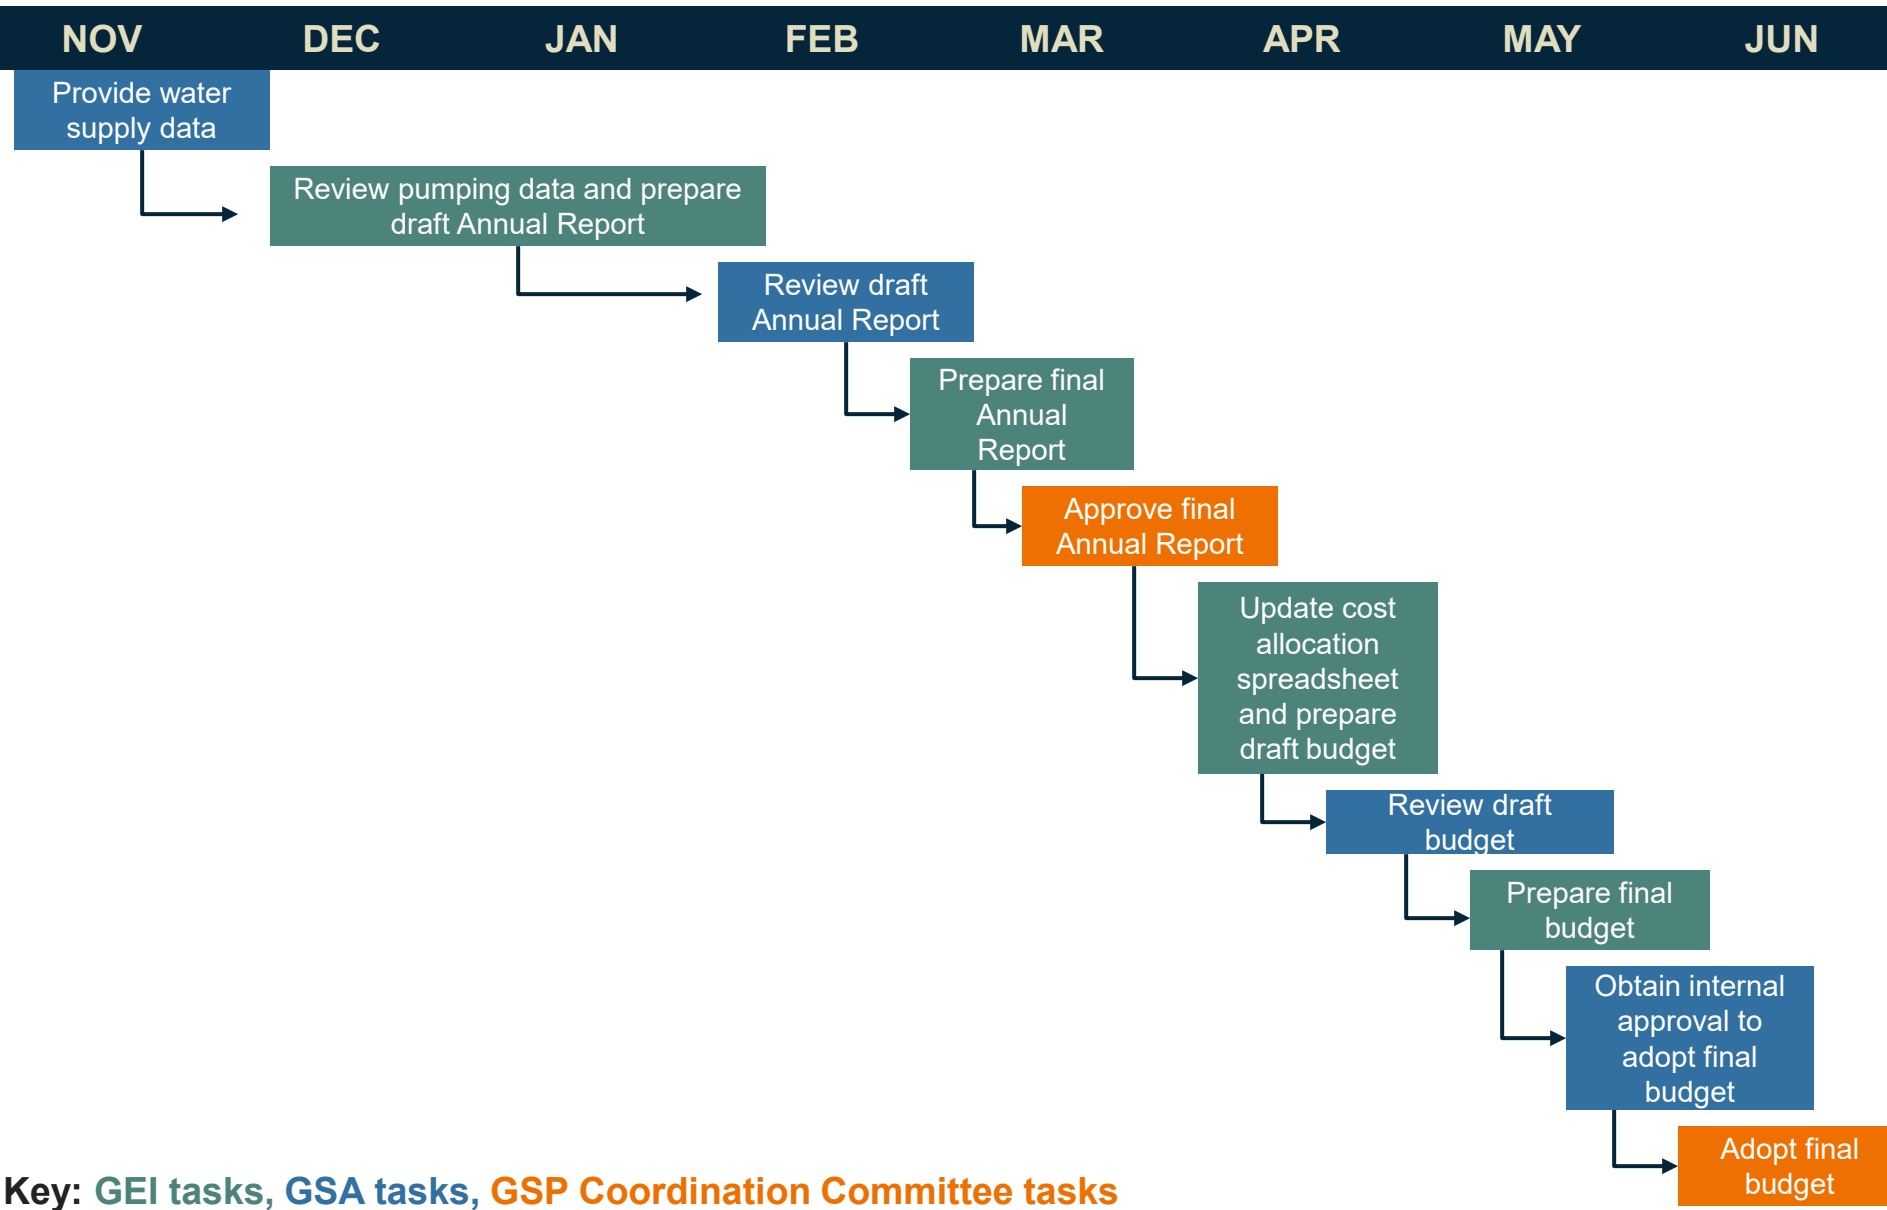 NOV DEC JAN FEB MAR APR MAY JUN
Provide water
supply data
Review pumping data and prepare
draft Annual Report
Review draft
Annual Report
Prepare final
Annual
Report
Approve final
Annual Report
Update cost
allocation
spreadsheet
and prepare
draft budget
Review draft
budget
Prepare final
budget
Obtain internal
approval to
adopt final
budget
Adopt final
budget
Key: GEI tasks, GSA tasks, GSP Coordination Committee tasks